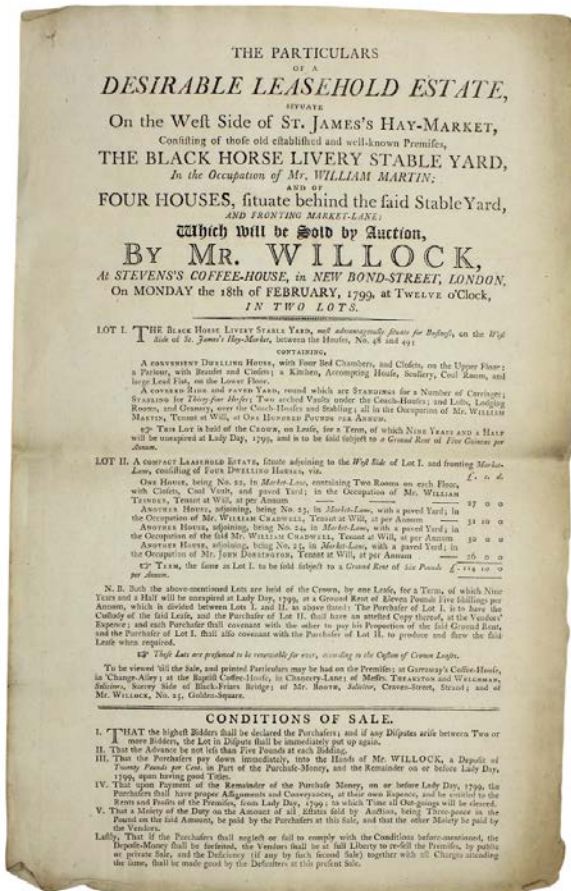 THE PARTICULARS
OF A
DESIRABLE LEASEHOLD ESTATE,
SITUATE
On the Weſt Side of ST. JAMES'S HAY-MARKET,
Conſiſting of thoſe old eſtabliſhed and well-known Premiſes,
THE BLACK HORSE LIVERY STABLE YARD,
In the Occupation of Mr. WILLIAM MARTIN;
AND OF
FOUR HOUSES, ſituate behind the ſaid Stable Yard,
AND FRONTING MARKET-LANE;
Which will be Sold by Auction,
BY MR. WILLOCK,
At STEVENS'S COFFEE-HOUSE, in NEW BOND-STREET, LONDON,
On MONDAY the 18th of FEBRUARY, 1799, at TWELVE o'Clock,
IN TWO LOTS.
LOT I. THE BLACK HORSE LIVERY STABLE YARD, moſt advantageouſly ſituate for Buſineſs, on the Weſt
Side of St. James's Hay-Market, between the Houſes, No. 48 and 49;
CONTAINING,
A CONVENIENT DWELLING HOUSE, with Four Bed Chambers, and Cloſets, on the Upper Floor;
a Parlour, with Beaufet and Cloſets; a Kitchen, Accompting Houſe, Scullery, Coal Room, and
large Lead Flat, on the Lower Floor.
A COVERED RIDE and PAVED YARD, round which are STANDINGS for a Number of Carriages;
STABLING for Thirty-four Horſes; Two arched Vaults under the Coach-Houſes; and Lofts, Lodging
Rooms, and Granary, over the Coach-Houſes and Stabling; all in the Occupation of Mr. WILLIAM
MARTIN, Tenant at Will, at ONE HUNDRED POUNDS PER ANNUM.
☞ THIS LOT is held of the CROWN, on Leaſe, for a Term, of which NINE YEARS AND A HALF
will be unexpired at Lady Day, 1799, and is to be ſold ſubject to a Ground Rent of Five Guineas per
Annum.
LOT II. A COMPACT LEASEHOLD ESTATE, ſituate adjoining to the Weſt Side of Lot I. and fronting Market-
Lane, conſiſting of FOUR DWELLING HOUSES, viz. £. s. d.
ONE HOUSE, being No. 22, in Market-Lane, containing Two Rooms on each Floor,
with Cloſets, Coal Vault, and paved Yard; in the Occupation of Mr. WILLIAM
Tenant at Will, at per Annum — — — 27 0 0
ANOTHER HOUSE, adjoining, being No. 23, in Market-Lane, with a paved Yard; in
the Occupation of Mr. WILLIAM CHADWELL, Tenant at Will, at per Annum — 31 10 0
ANOTHER HOUSE, adjoining, being No. 24, in Market-Lane, with a paved Yard; in
the Occupation of the ſaid Mr. WILLIAM CHADWELL, Tenant at Will, at per Annum 30 0 0
ANOTHER HOUSE, adjoining, being No. 25, in Market-Lane, with a paved Yard; in
the Occupation of Mr. JOHN DORRINGTON, Tenant at Will, at per Annum — 26 0 0
☞ TERM, the ſame as Lot I. to be ſold ſubject to a Ground Rent of Six Pounds £. 114 10 0
per Annum.
N. B. Both the above-mentioned Lots are held of the CROWN, by one Leaſe, for a Term, of which Nine
Years and a Half will be unexpired at Lady Day, 1799, at a Ground Rent of Eleven Pounds Five Shillings per
Annum, which is divided between Lots I. and II. as above ſtated: The Purchaſer of Lot I. is to have the
Cuſtody of the ſaid Leaſe, and the Purchaſer of Lot II. ſhall have an atteſted Copy thereof, at the Vendors'
Expence; and each Purchaſer ſhall covenant with the other to pay his Proportion of the ſaid Ground Rent,
and the Purchaſer of Lot I. ſhall alſo covenant with the Purchaſer of Lot II. to produce and ſhew the ſaid
Leaſe when required.
☞ Theſe Lots are preſumed to be renewable for ever, according to the Cuſtom of Crown Leaſes.
To be viewed 'till the Sale, and printed Particulars may be had on the Premiſes; at Garraway's Coffee-Houſe,
in 'Change-Alley; at the Baptiſt Coffee-Houſe, in Chancery-Lane; of Meſſrs. THEAKSTON and WELCHMAN,
Solicitors, Surrey Side of Black-Friars Bridge; of Mr. BOOTH, Solicitor, Craven-Street, Strand; and of
Mr. WILLOCK, No. 25, Golden-Square.
CONDITIONS OF SALE.
I. THAT the higheſt Bidders ſhall be declared the Purchaſers; and if any Diſputes ariſe between Two or
more Bidders, the Lot in Diſpute ſhall be immediately put up again.
II. That the Advance be not leſs than Five Pounds at each Bidding.
III. That the Purchaſers pay down immediately, into the Hands of Mr. WILLOCK, a Depoſit of
Twenty Pounds per Cent. in Part of the Purchaſe-Money, and the Remainder on or before Lady Day,
1799, upon having good Titles.
IV. That upon Payment of the Remainder of the Purchaſe Money, on or before Lady Day, 1799, the
Purchaſers ſhall have proper Aſſignments and Conveyances, at their own Expence, and be entitled to the
Rents and Profits of the Premiſes, from Lady Day, 1799; to which Time all Out-goings will be cleared.
V. That a Moiety of the Duty on the Amount of all Eſtates ſold by Auction, being Three-pence in the
Pound on the ſaid Amount, be paid by the Purchaſers at this Sale, and that the other Moiety be paid by
the Vendors.
Laſtly, That if the Purchaſers ſhall neglect or fail to comply with the Conditions before-mentioned, the
Depoſit-Money ſhall be forfeited, the Vendors ſhall be at full Liberty to re-ſell the Premiſes, by public
or private Sale, and the Deficiency (if any by ſuch ſecond Sale) together with all Charges attending
the ſame, ſhall be made good by the Defaulters at this preſent Sale.